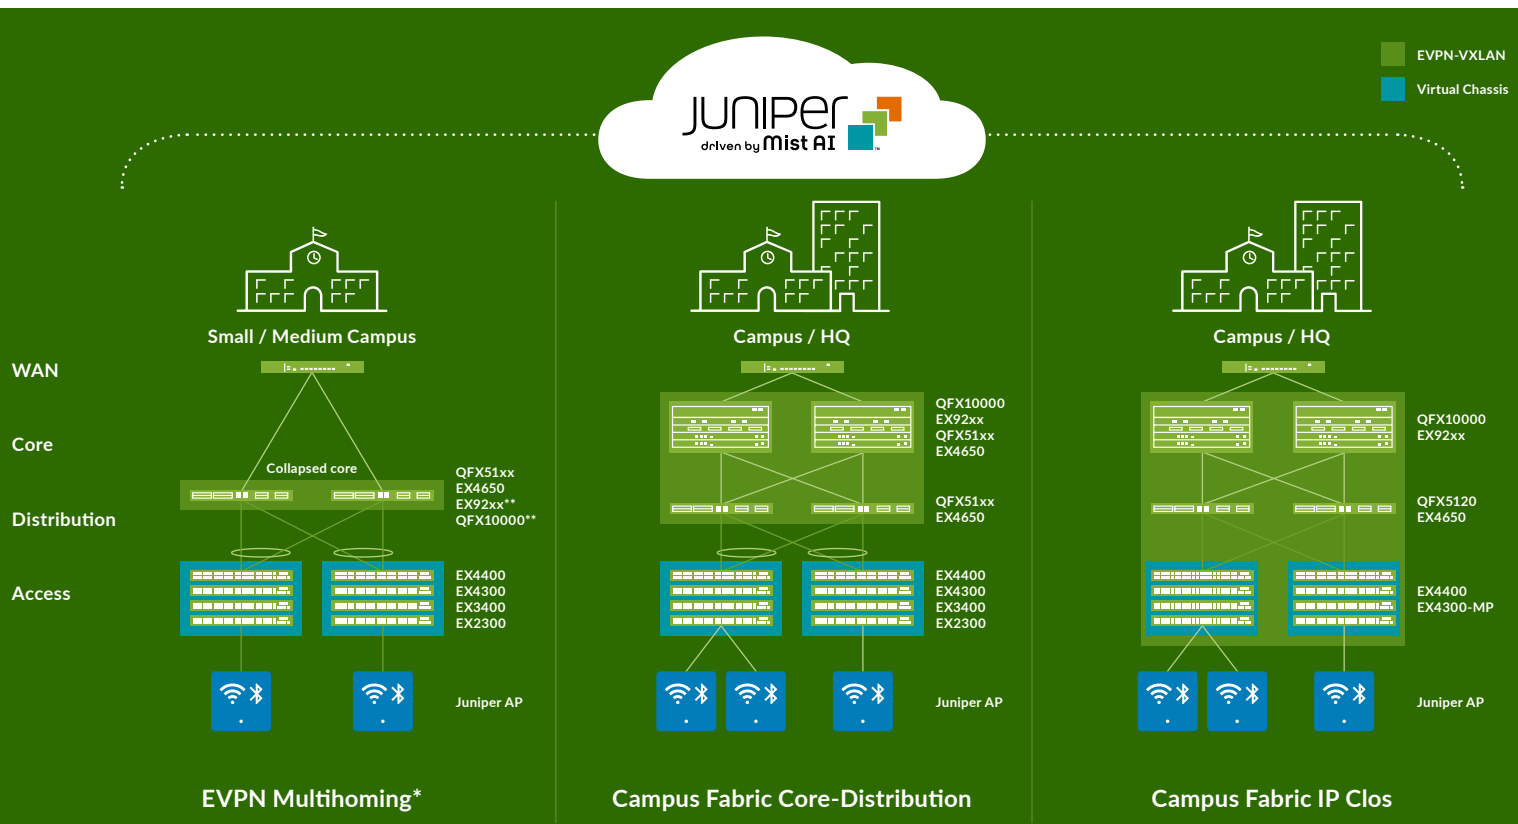 EVPN-VXLAN
Virtual Chassis
JUNIPER
driven by Mist AI
Small / Medium Campus
Campus / HQ
Campus / HQ
WAN
Core
Distribution
Access
Collapsed core
QFX51xx
EX4650
EX92xx**
QFX10000**
EX4400
EX4300
EX3400
EX2300
Juniper AP
QFX10000
EX92xx
QFX51xx
EX4650
QFX51xx
EX4650
EX4400
EX4300
EX3400
EX2300
Juniper AP
QFX10000
EX92xx
QFX5120
EX4650
EX4400
EX4300-MP
Juniper AP
EVPN Multihoming*
Campus Fabric Core-Distribution
Campus Fabric IP Clos